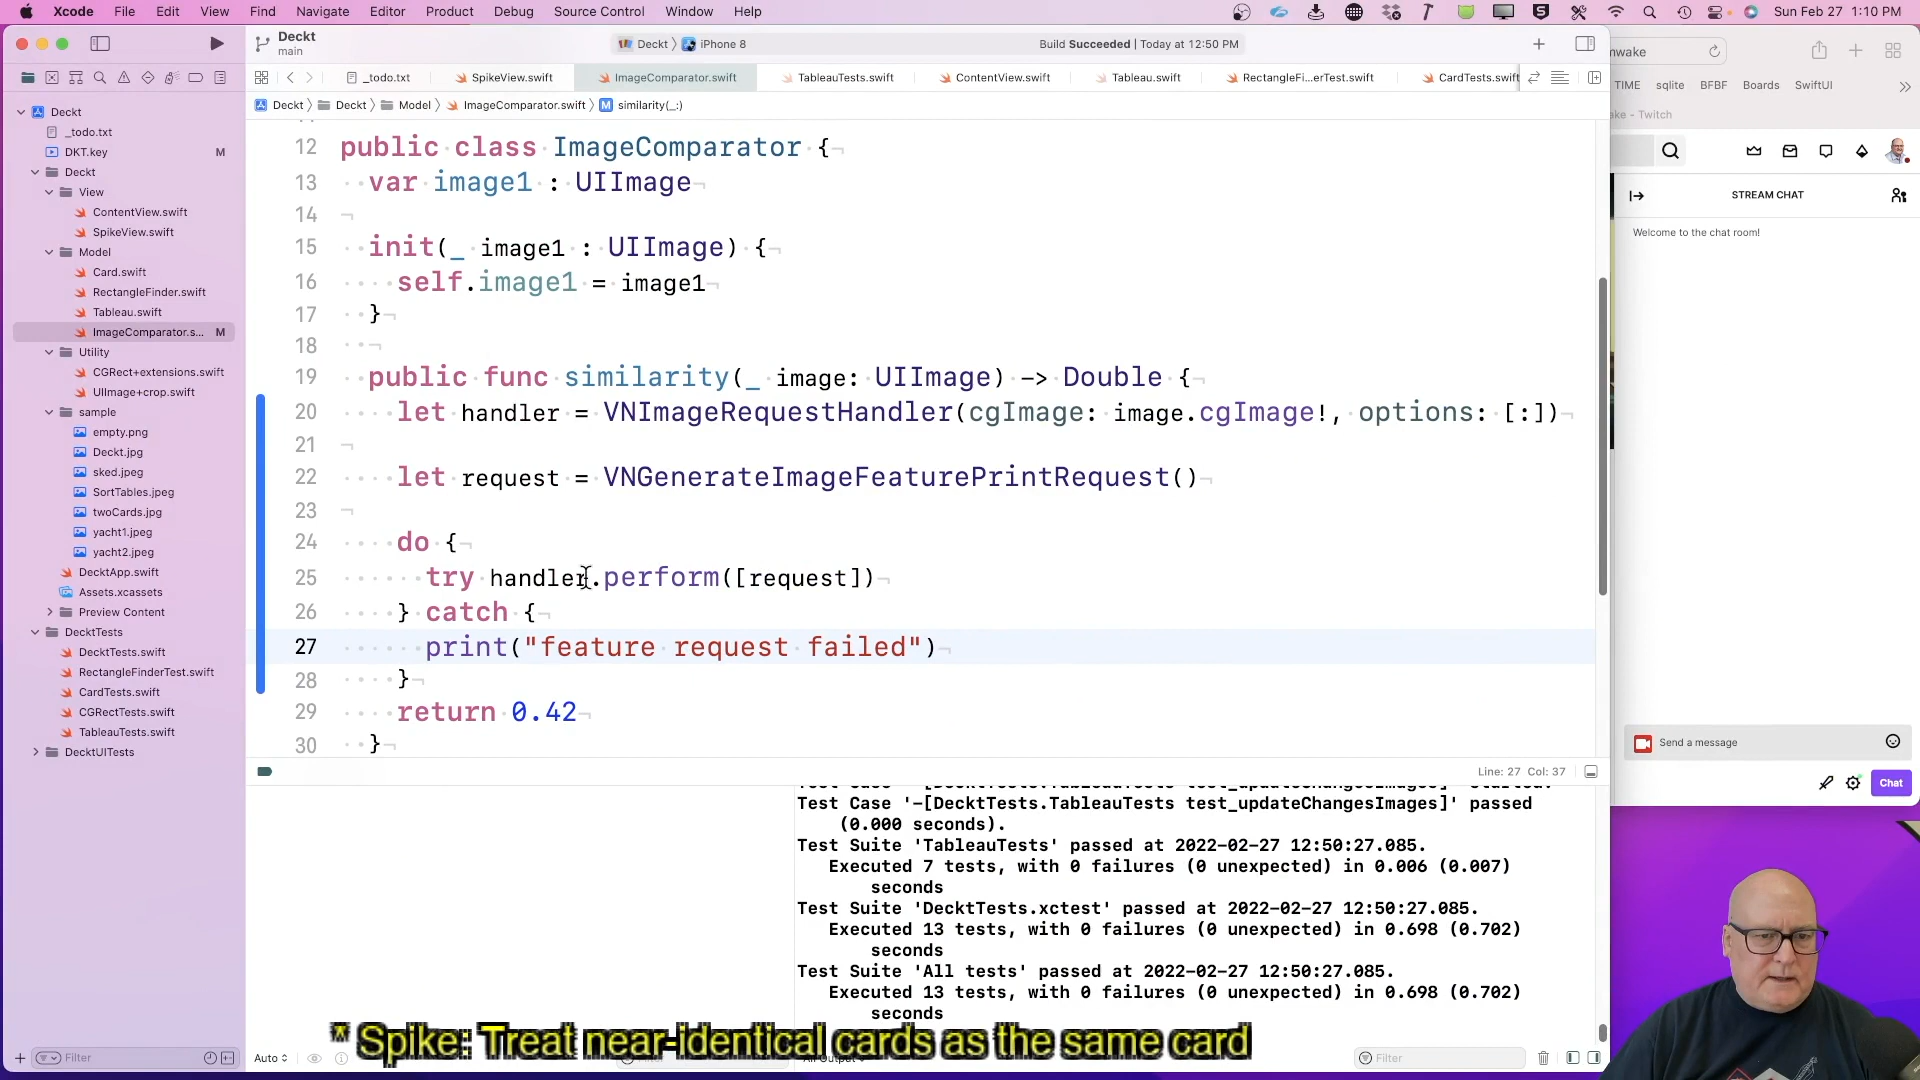 Xcode File Edit View Find Navigate Editor Product Debug Source Control Window Help
Sun Feb 27 1:10 PM
Deckt
main
Deckt
iPhone 8
Build Succeeded | Today at 12:50 PM
_todo.txt
SpikeView.swift
ImageComparator.swift
TableauTests.swift
ContentView.swift
Tableau.swift
RectangleFi...erTest.swift
CardTests.swift
Deckt
Deckt
Model
ImageComparator.swift
similarity(_:)
Deckt
_todo.txt
DKT.key M
Deckt
View
ContentView.swift
SpikeView.swift
Model
Card.swift
RectangleFinder.swift
Tableau.swift
ImageComparator.s... M
Utility
CGRect+extensions.swift
UIImage+crop.swift
sample
empty.png
Deckt.jpg
sked.jpeg
SortTables.jpeg
twoCards.jpg
yacht1.jpeg
yacht2.jpeg
DecktApp.swift
Assets.xcassets
Preview Content
DecktTests
DecktTests.swift
RectangleFinderTest.swift
CardTests.swift
CGRectTests.swift
TableauTests.swift
DecktUITests
Filter
12 public class ImageComparator {¬
13 ··var image1 : UIImage¬
14 ¬
15 ··init(_ image1 : UIImage) {¬
16 ····self.image1 = image1¬
17 ··}¬
18 ··¬
19 ··public func similarity(_ image: UIImage) -> Double {¬
20 ····let handler = VNImageRequestHandler(cgImage: image.cgImage!, options: [:])¬
21 ¬
22 ····let request = VNGenerateImageFeaturePrintRequest()¬
23 ¬
24 ····do {¬
25 ······try handler.perform([request])¬
26 ····} catch {¬
27 ······print("feature request failed")¬
28 ····}¬
29 ····return 0.42¬
30 ··}¬
Line: 27 Col: 37
Test Case '-[DecktTests.TableauTests test_updateChangesImages]' started.
Test Case '-[DecktTests.TableauTests test_updateChangesImages]' passed
(0.000 seconds).
Test Suite 'TableauTests' passed at 2022-02-27 12:50:27.085.
Executed 7 tests, with 0 failures (0 unexpected) in 0.006 (0.007)
seconds
Test Suite 'DecktTests.xctest' passed at 2022-02-27 12:50:27.085.
Executed 13 tests, with 0 failures (0 unexpected) in 0.698 (0.702)
seconds
Test Suite 'All tests' passed at 2022-02-27 12:50:27.085.
Executed 13 tests, with 0 failures (0 unexpected) in 0.698 (0.702)
seconds
* Spike: Treat near-identical cards as the same card
Auto
Filter
mwake
TIME sqlite BFBF Boards SwiftUI
ake - Twitch
STREAM CHAT
Welcome to the chat room!
Send a message
Chat